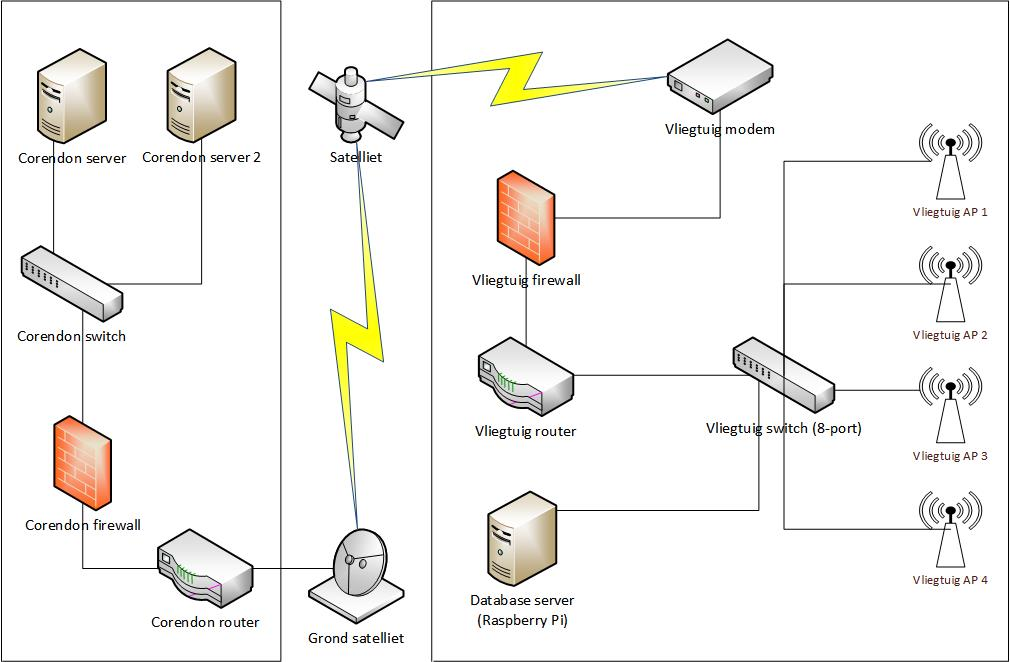 Corendon server
Corendon server 2
Corendon switch
Corendon firewall
Corendon router
Satelliet
Grond satelliet
Vliegtuig modem
Vliegtuig firewall
Vliegtuig router
Vliegtuig switch (8-port)
Database server
(Raspberry Pi)
Vliegtuig AP 1
Vliegtuig AP 2
Vliegtuig AP 3
Vliegtuig AP 4